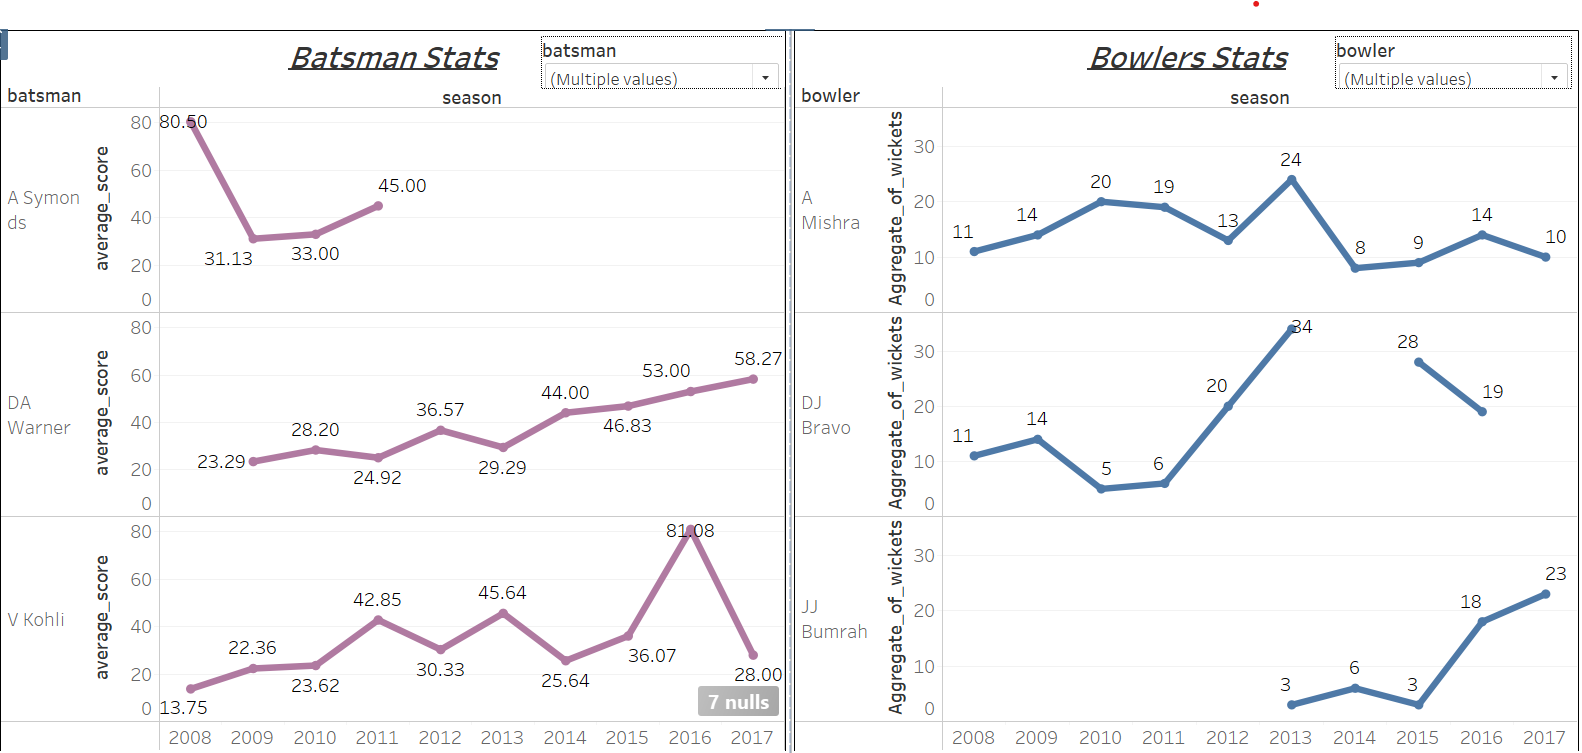 Batsman Stats
batsman
(Multiple values)
batsman
season
A Symon
ds
average_score
80
60
40
20
0
80.50
31.13
33.00
45.00
DA
Warner
average_score
80
60
40
20
0
23.29
28.20
24.92
36.57
29.29
44.00
46.83
53.00
58.27
V Kohli
average_score
80
60
40
20
0
13.75
22.36
23.62
42.85
30.33
45.64
25.64
36.07
81.08
28.00
7 nulls
2008 2009 2010 2011 2012 2013 2014 2015 2016 2017
Bowlers Stats
bowler
(Multiple values)
bowler
season
A
Mishra
Aggregate_of_wickets
30
20
10
0
11
14
20
19
13
24
8
9
14
10
DJ
Bravo
Aggregate_of_wickets
30
20
10
0
11
14
5
6
20
34
28
19
JJ
Bumrah
Aggregate_of_wickets
30
20
10
0
3
6
3
18
23
2008 2009 2010 2011 2012 2013 2014 2015 2016 2017